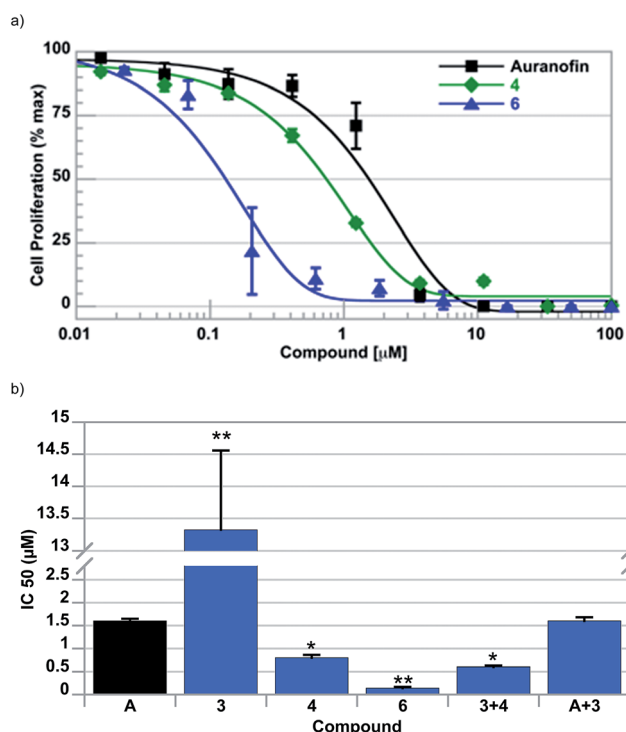 a)
100
75
50
25
0
Cell Proliferation (% max)
Auranofin
4
6
0.01 0.1 1 10 100
Compound [µM]
b)
15
14.5
14
13.5
13
2.5
2
1.5
1
0.5
0
IC 50 (µM)
**
*
**
*
A 3 4 6 3+4 A+3
Compound